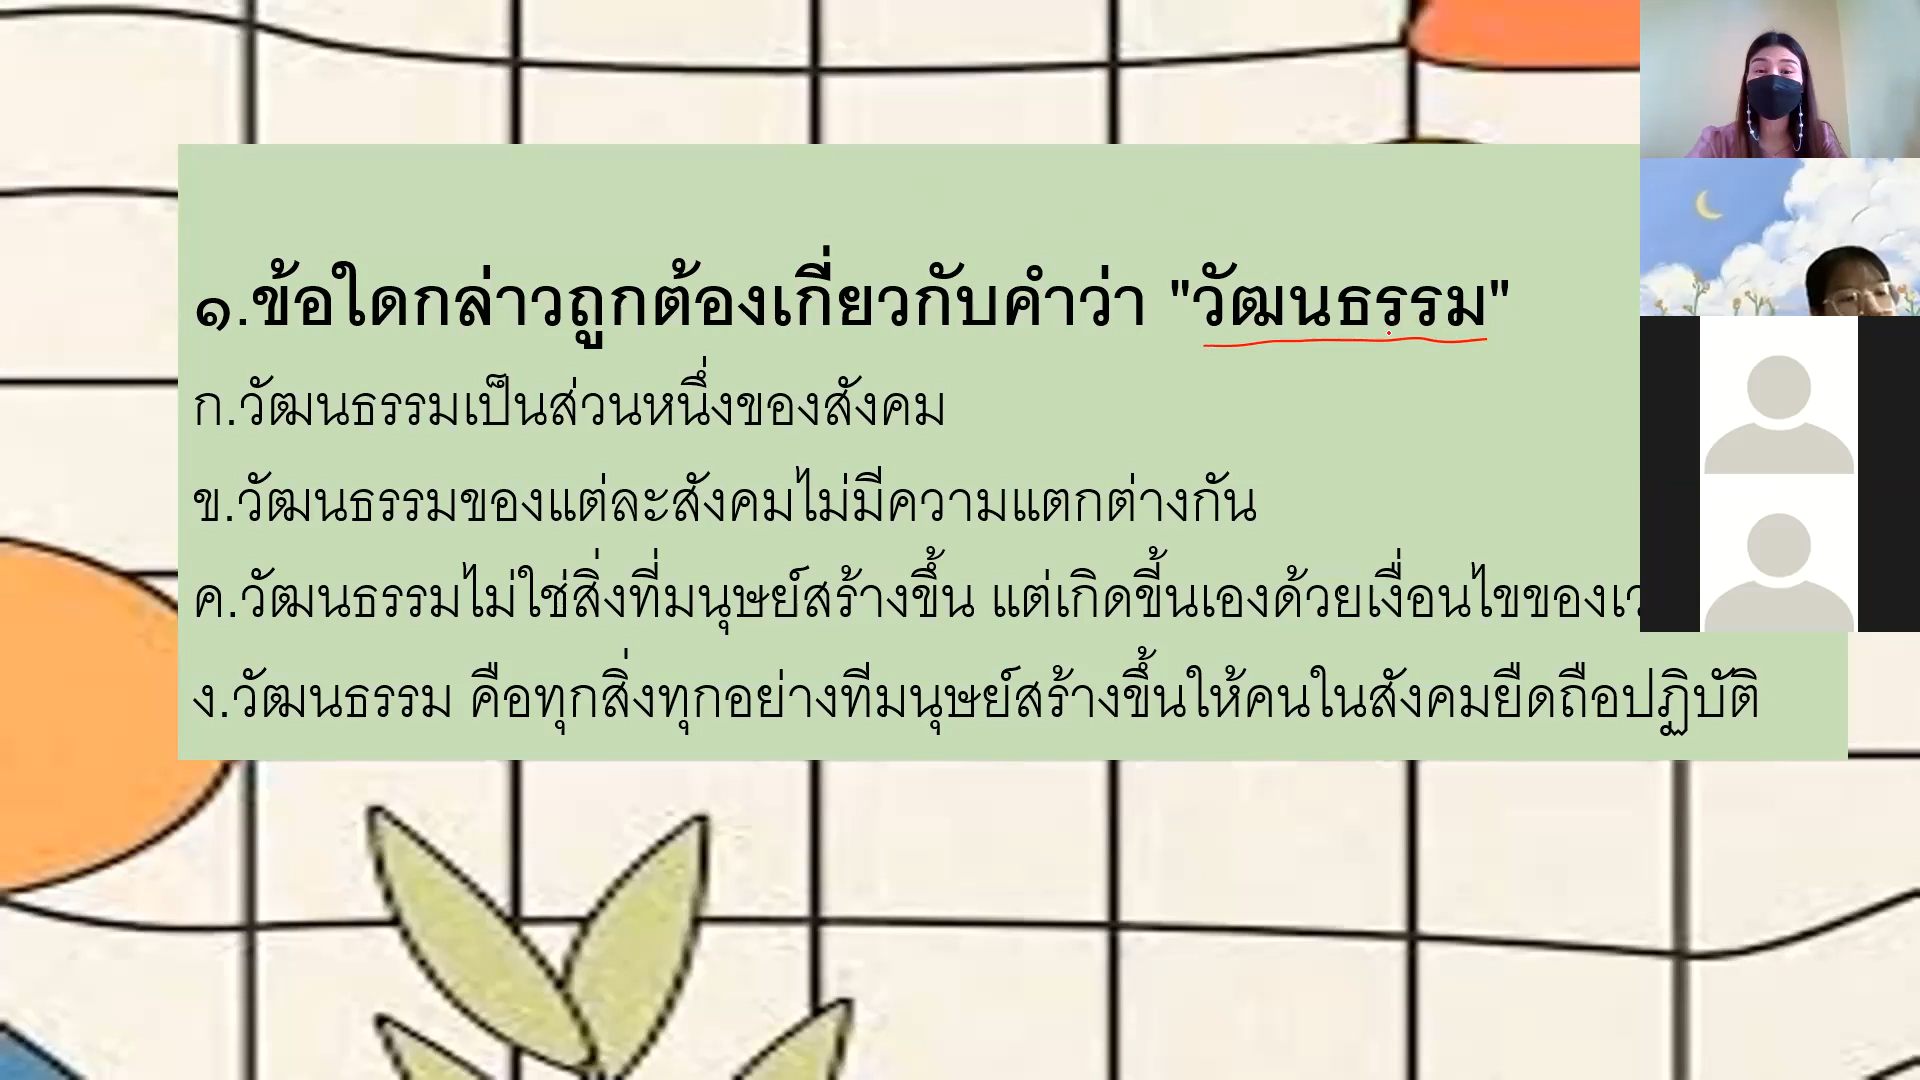 ๑.ข้อใดกล่าวถูกต้องเกี่ยวกับคำว่า "วัฒนธรรม"
ก.วัฒนธรรมเป็นส่วนหนึ่งของสังคม
ข.วัฒนธรรมของแต่ละสังคมไม่มีความแตกต่างกัน
ค.วัฒนธรรมไม่ใช่สิ่งที่มนุษย์สร้างขึ้น แต่เกิดขี้นเองด้วยเงื่อนไขของ
ง.วัฒนธรรม คือทุกสิ่งทุกอย่างทีมนุษย์สร้างขึ้นให้คนในสังคมยืดถือปฏิบัติ